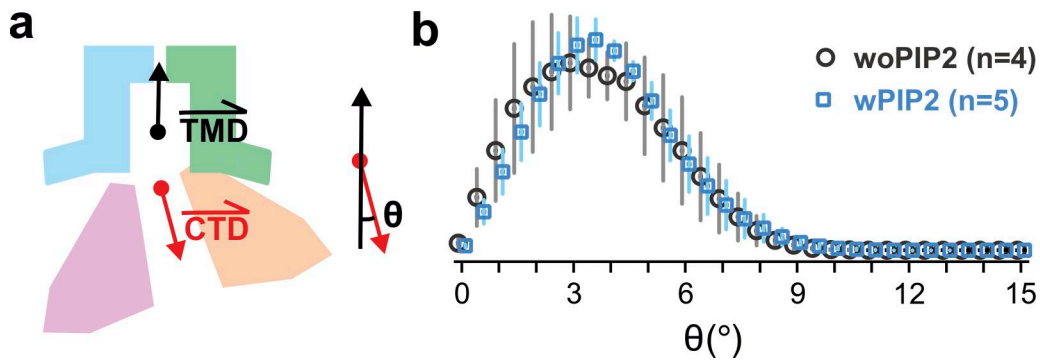 a
TMD
CTD
θ
b
woPIP2 (n=4)
wPIP2 (n=5)
0 3 6 9 12 15
θ(°)